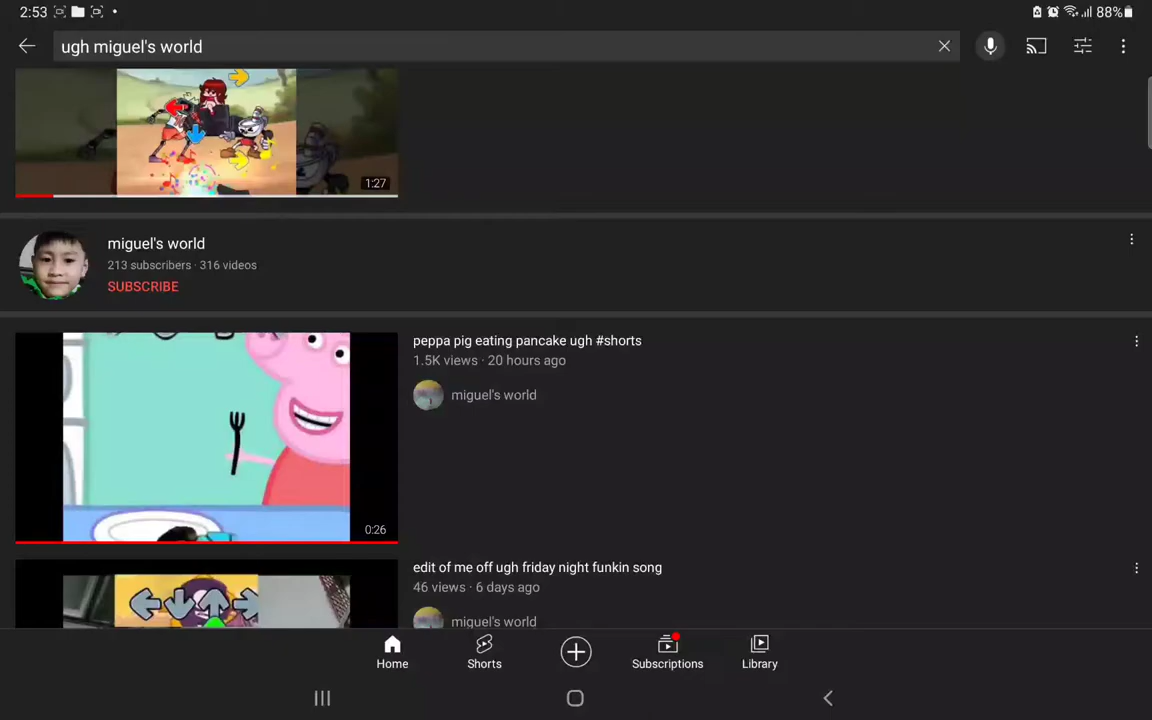 2:53
88%
ugh miguel's world
1:27
miguel's world
213 subscribers · 316 videos
SUBSCRIBE
peppa pig eating pancake ugh #shorts
1.5K views · 20 hours ago
miguel's world
0:26
edit of me off ugh friday night funkin song
46 views · 6 days ago
miguel's world
Home
Shorts
Subscriptions
Library